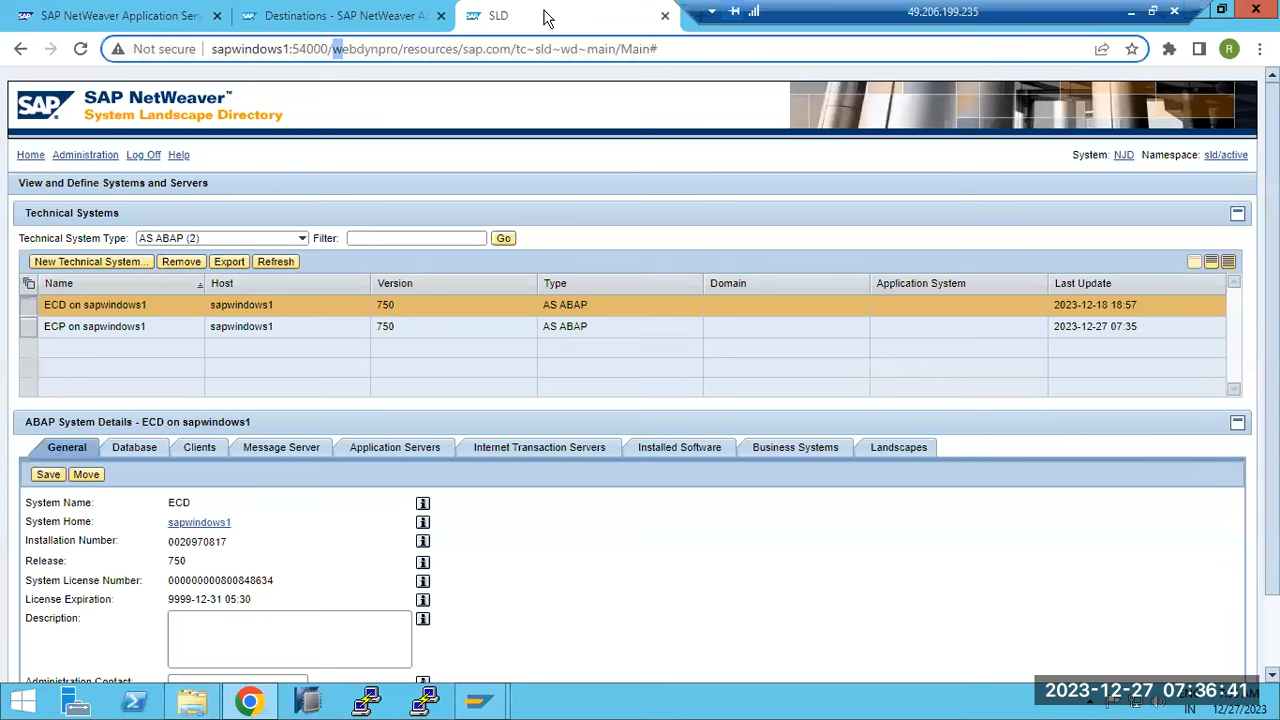 SAP NetWeaver Application Ser
Destinations - SAP NetWeaver A
SLD
49.206.199.235
Not secure
sapwindows1:54000/webdynpro/resources/sap.com/tc~sld~wd~main/Main#
R
SAP
SAP NetWeaver™
System Landscape Directory
Home Administration Log Off Help
System: NJD Namespace: sld/active
View and Define Systems and Servers
Technical Systems
Technical System Type: AS ABAP (2) Filter: Go
New Technical System... Remove Export Refresh
Name Host Version Type Domain Application System Last Update
ECD on sapwindows1 sapwindows1 750 AS ABAP 2023-12-18 18:57
ECP on sapwindows1 sapwindows1 750 AS ABAP 2023-12-27 07:35
ABAP System Details - ECD on sapwindows1
General Database Clients Message Server Application Servers Internet Transaction Servers Installed Software Business Systems Landscapes
Save Move
System Name: ECD
System Home: sapwindows1
Installation Number: 0020970817
Release: 750
System License Number: 000000000800848634
License Expiration: 9999-12-31 05:30
Description:
Administration Contact:
2023-12-27 07:36:41
IN 12/27/2023